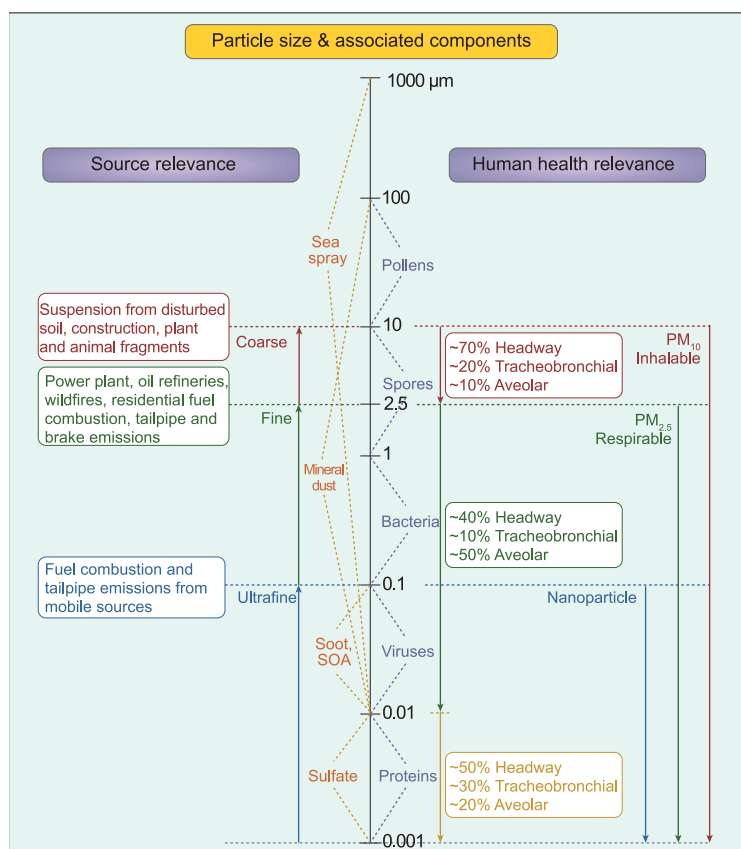 Particle size & associated components
1000 µm
Source relevance
Human health relevance
100
Sea
spray
Pollens
Suspension from disturbed
soil, construction, plant
and animal fragments
10
Coarse
~70% Headway
~20% Tracheobronchial
~10% Aveolar
PM10
Inhalable
Power plant, oil refineries,
wildfires, residential fuel
combustion, tailpipe and
brake emissions
Spores
2.5
Fine
PM2.5
Respirable
1
Mineral
dust
Bacteria
~40% Headway
~10% Tracheobronchial
~50% Aveolar
Fuel combustion and
tailpipe emissions from
mobile sources
0.1
Ultrafine
Nanoparticle
Soot,
SOA
Viruses
0.01
Sulfate
Proteins
~50% Headway
~30% Tracheobronchial
~20% Aveolar
0.001